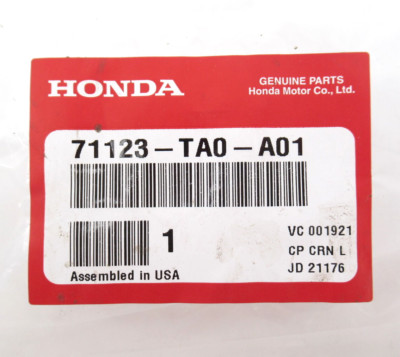 HONDA
GENUINE PARTS
Honda Motor Co., Ltd.
71123-TA0-A01
1
VC 001921
CP CRN L
JD 21176
Assembled in USA